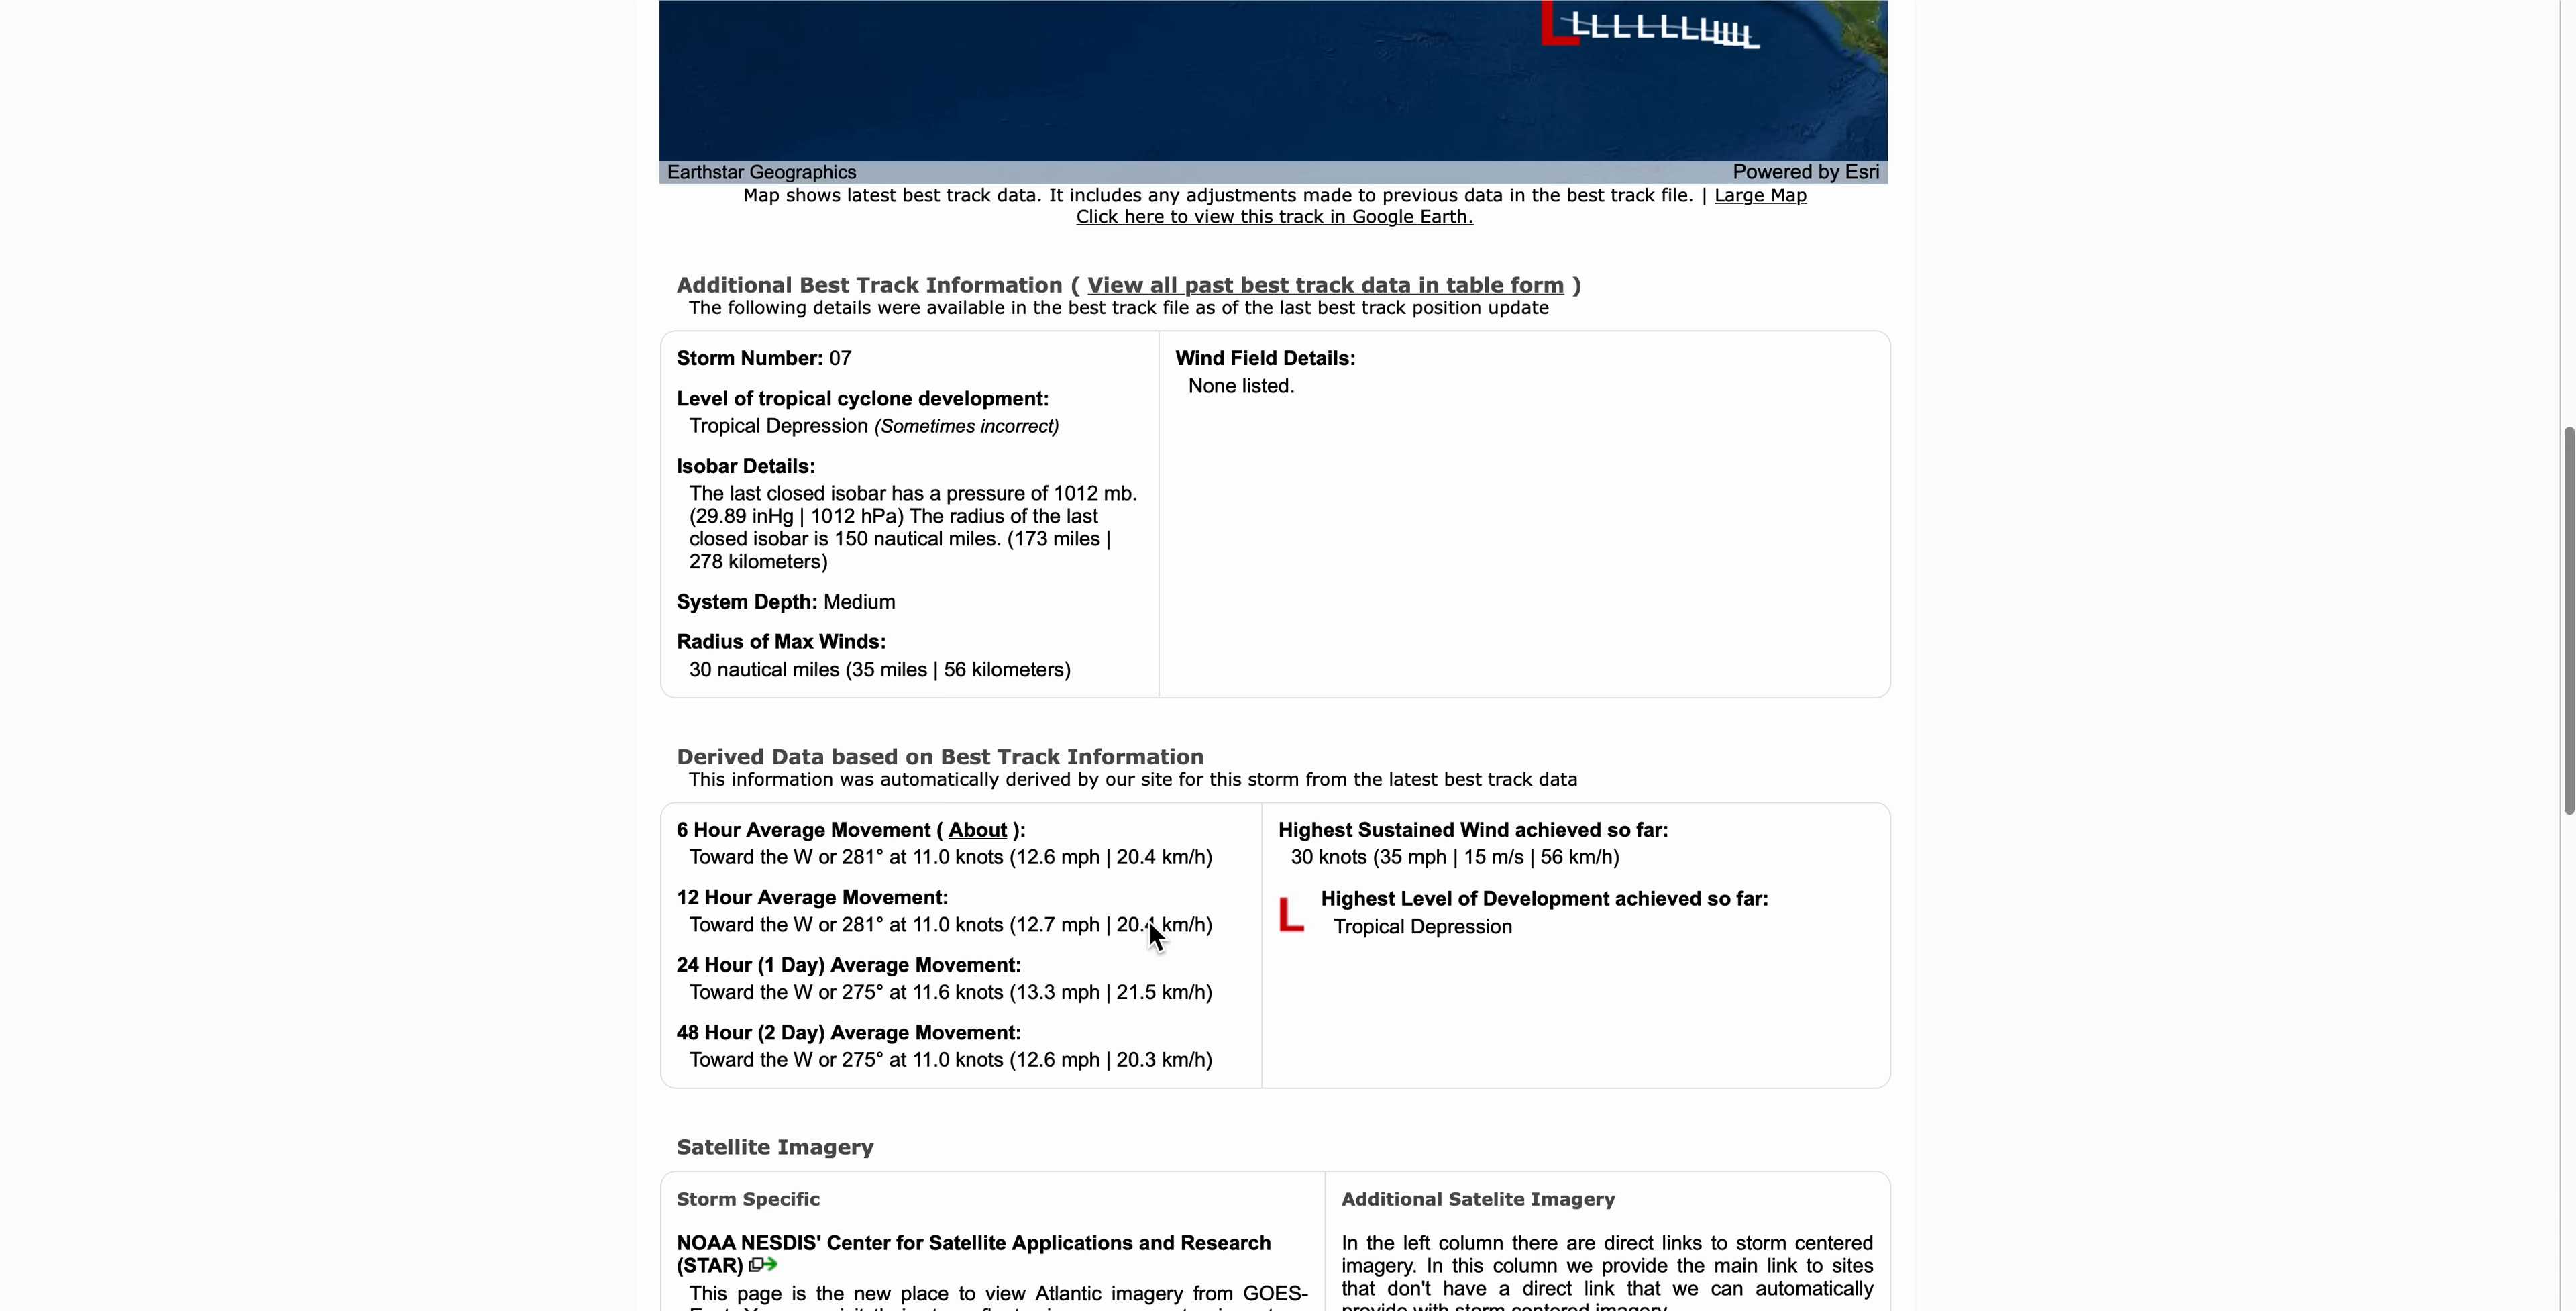 L L L L L L L L L L L L L
Earthstar Geographics Powered by Esri
Map shows latest best track data. It includes any adjustments made to previous data in the best track file. | Large Map
Click here to view this track in Google Earth.
Additional Best Track Information ( View all past best track data in table form )
The following details were available in the best track file as of the last best track position update
Storm Number: 07
Level of tropical cyclone development:
Tropical Depression (Sometimes incorrect)
Isobar Details:
The last closed isobar has a pressure of 1012 mb.
(29.89 inHg | 1012 hPa) The radius of the last
closed isobar is 150 nautical miles. (173 miles |
278 kilometers)
System Depth: Medium
Radius of Max Winds:
30 nautical miles (35 miles | 56 kilometers)
Wind Field Details:
None listed.
Derived Data based on Best Track Information
This information was automatically derived by our site for this storm from the latest best track data
6 Hour Average Movement ( About ):
Toward the W or 281° at 11.0 knots (12.6 mph | 20.4 km/h)
12 Hour Average Movement:
Toward the W or 281° at 11.0 knots (12.7 mph | 20.4 km/h)
24 Hour (1 Day) Average Movement:
Toward the W or 275° at 11.6 knots (13.3 mph | 21.5 km/h)
48 Hour (2 Day) Average Movement:
Toward the W or 275° at 11.0 knots (12.6 mph | 20.3 km/h)
Highest Sustained Wind achieved so far:
30 knots (35 mph | 15 m/s | 56 km/h)
L Highest Level of Development achieved so far:
Tropical Depression
Satellite Imagery
Storm Specific
NOAA NESDIS' Center for Satellite Applications and Research
(STAR)
This page is the new place to view Atlantic imagery from GOES-
Additional Satelite Imagery
In the left column there are direct links to storm centered
imagery. In this column we provide the main link to sites
that don't have a direct link that we can automatically
provide with storm centered imagery.